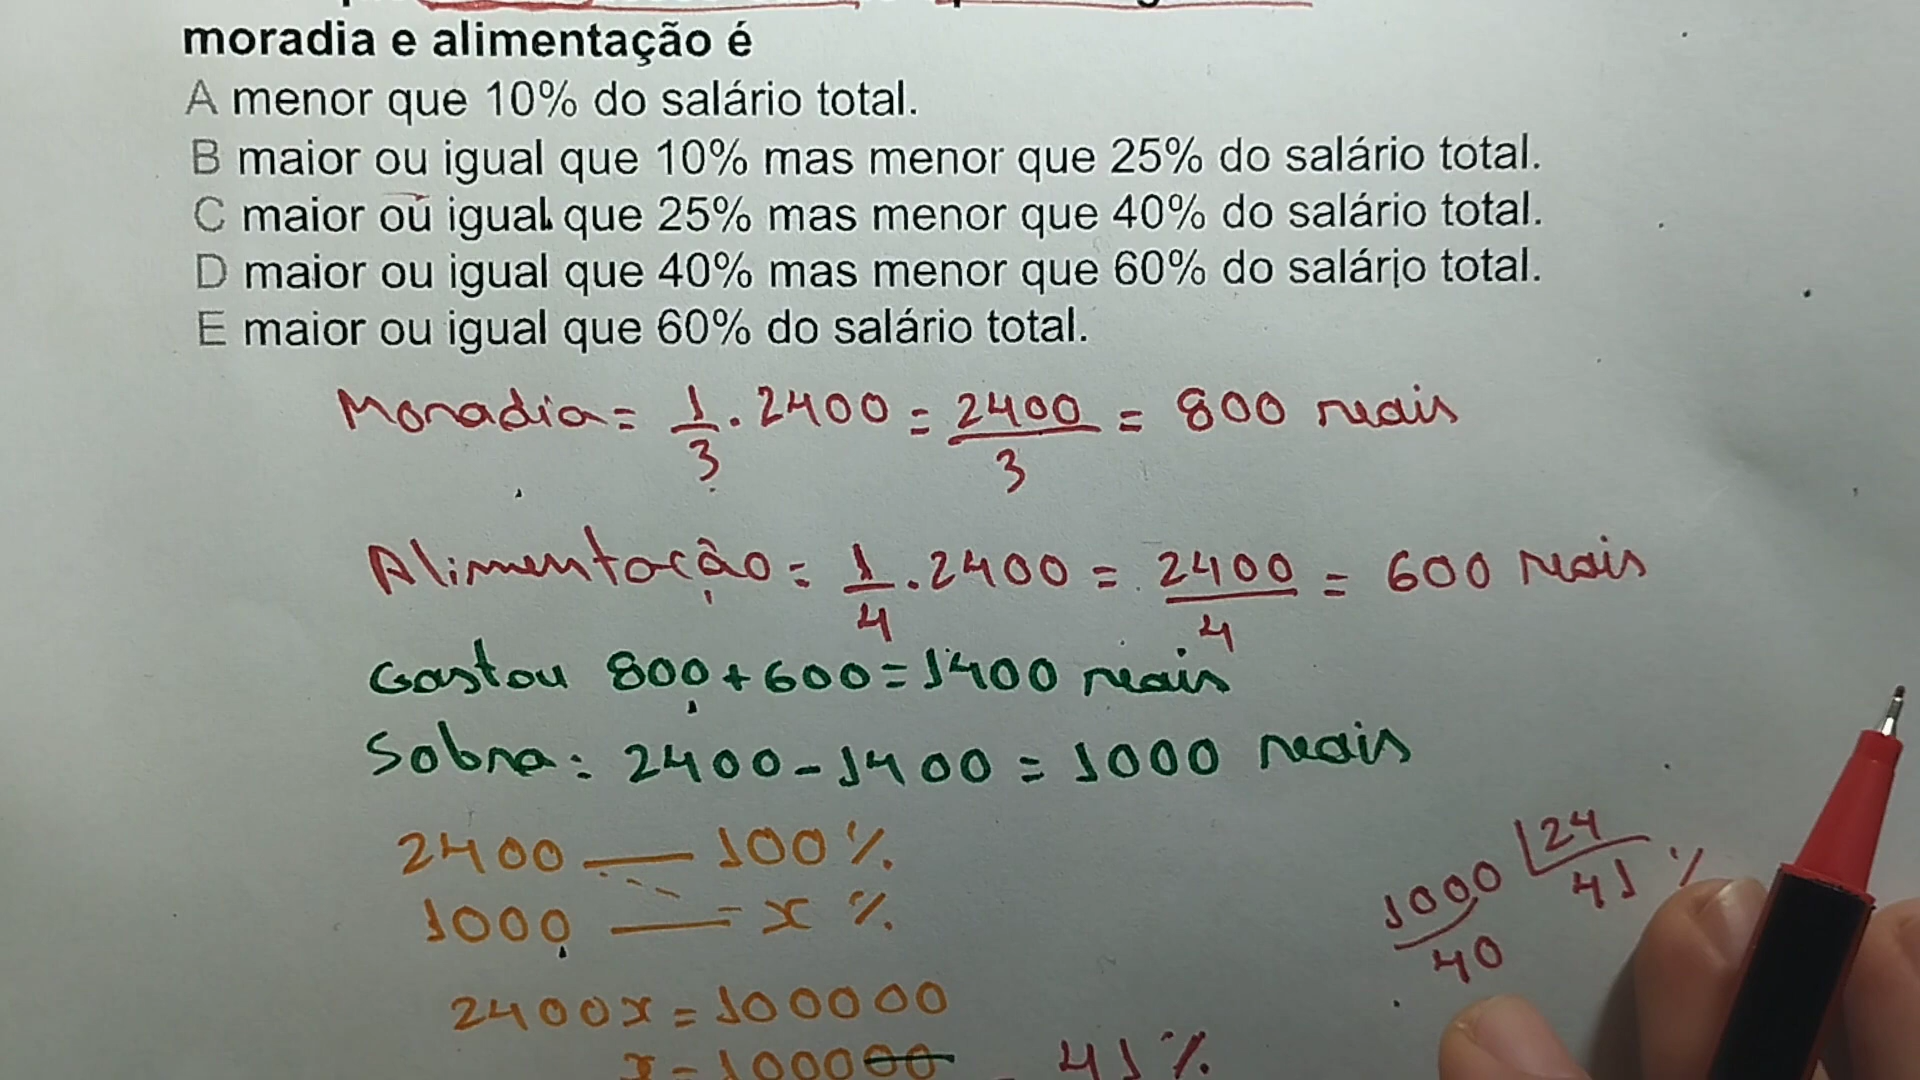 moradia e alimentação é
A menor que 10% do salário total.
B maior ou igual que 10% mas menor que 25% do salário total.
C maior ou igual que 25% mas menor que 40% do salário total.
D maior ou igual que 40% mas menor que 60% do salário total.
E maior ou igual que 60% do salário total.
Moradia = 1/3 . 2400 = 2400/3 = 800 reais
Alimentação = 1/4 . 2400 = 2400/4 = 600 reais
Gastou 800 + 600 = 1400 reais
Sobra: 2400 - 1400 = 1000 reais
2400 — 100 %
1000 — x %
1000 | 24
40 41 %
2400x = 100000
x = 100000 = 41 %